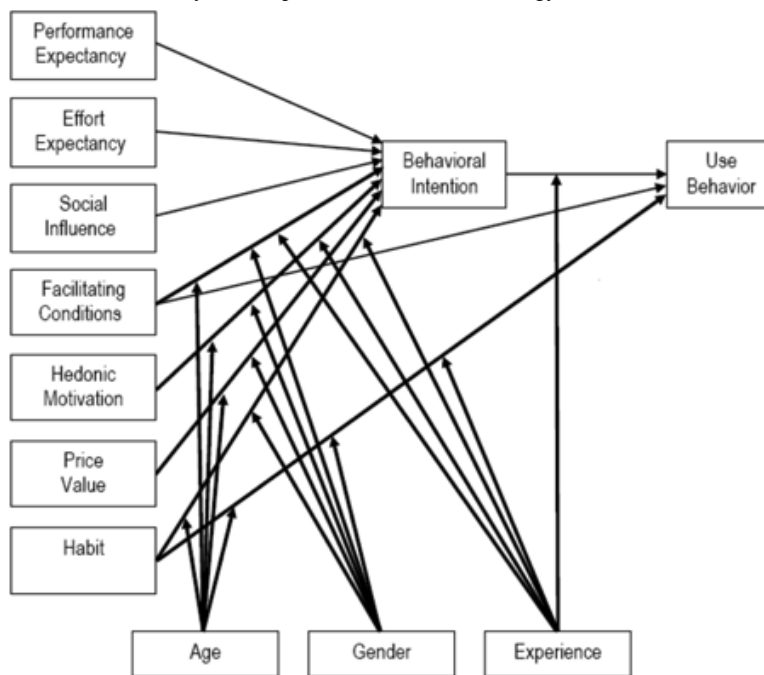 Performance
Expectancy
Effort
Expectancy
Social
Influence
Facilitating
Conditions
Hedonic
Motivation
Price
Value
Habit
Behavioral
Intention
Use
Behavior
Age
Gender
Experience